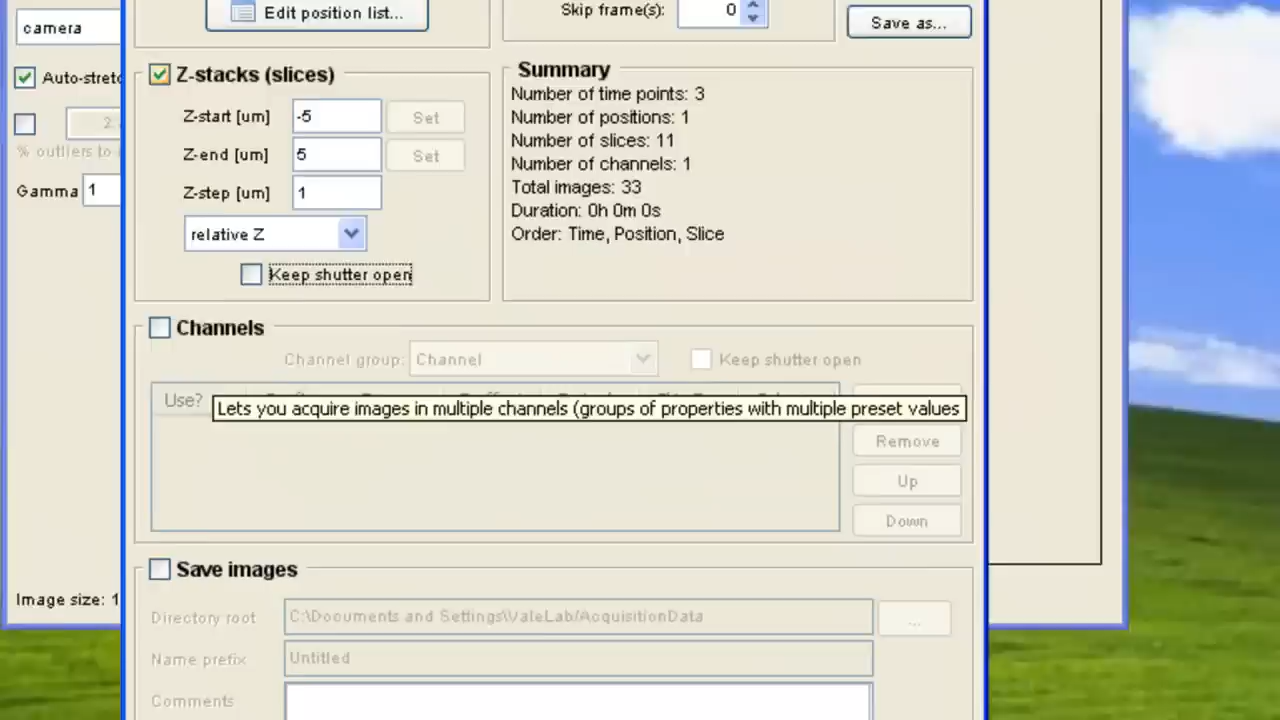 Edit position list...
Skip frame(s): 0
Save as...
camera
Auto-stretc
2
% outliers to
Gamma 1
Z-stacks (slices)
Z-start [um] -5 Set
Z-end [um] 5 Set
Z-step [um] 1
relative Z
Keep shutter open
Summary
Number of time points: 3
Number of positions: 1
Number of slices: 11
Number of channels: 1
Total images: 33
Duration: 0h 0m 0s
Order: Time, Position, Slice
Channels
Channel group: Channel
Keep shutter open
Use?
Lets you acquire images in multiple channels (groups of properties with multiple preset values
Remove
Up
Down
Save images
Image size: 1
Directory root C:\Documents and Settings\ValeLab/AcquisitionData ...
Name prefix Untitled
Comments